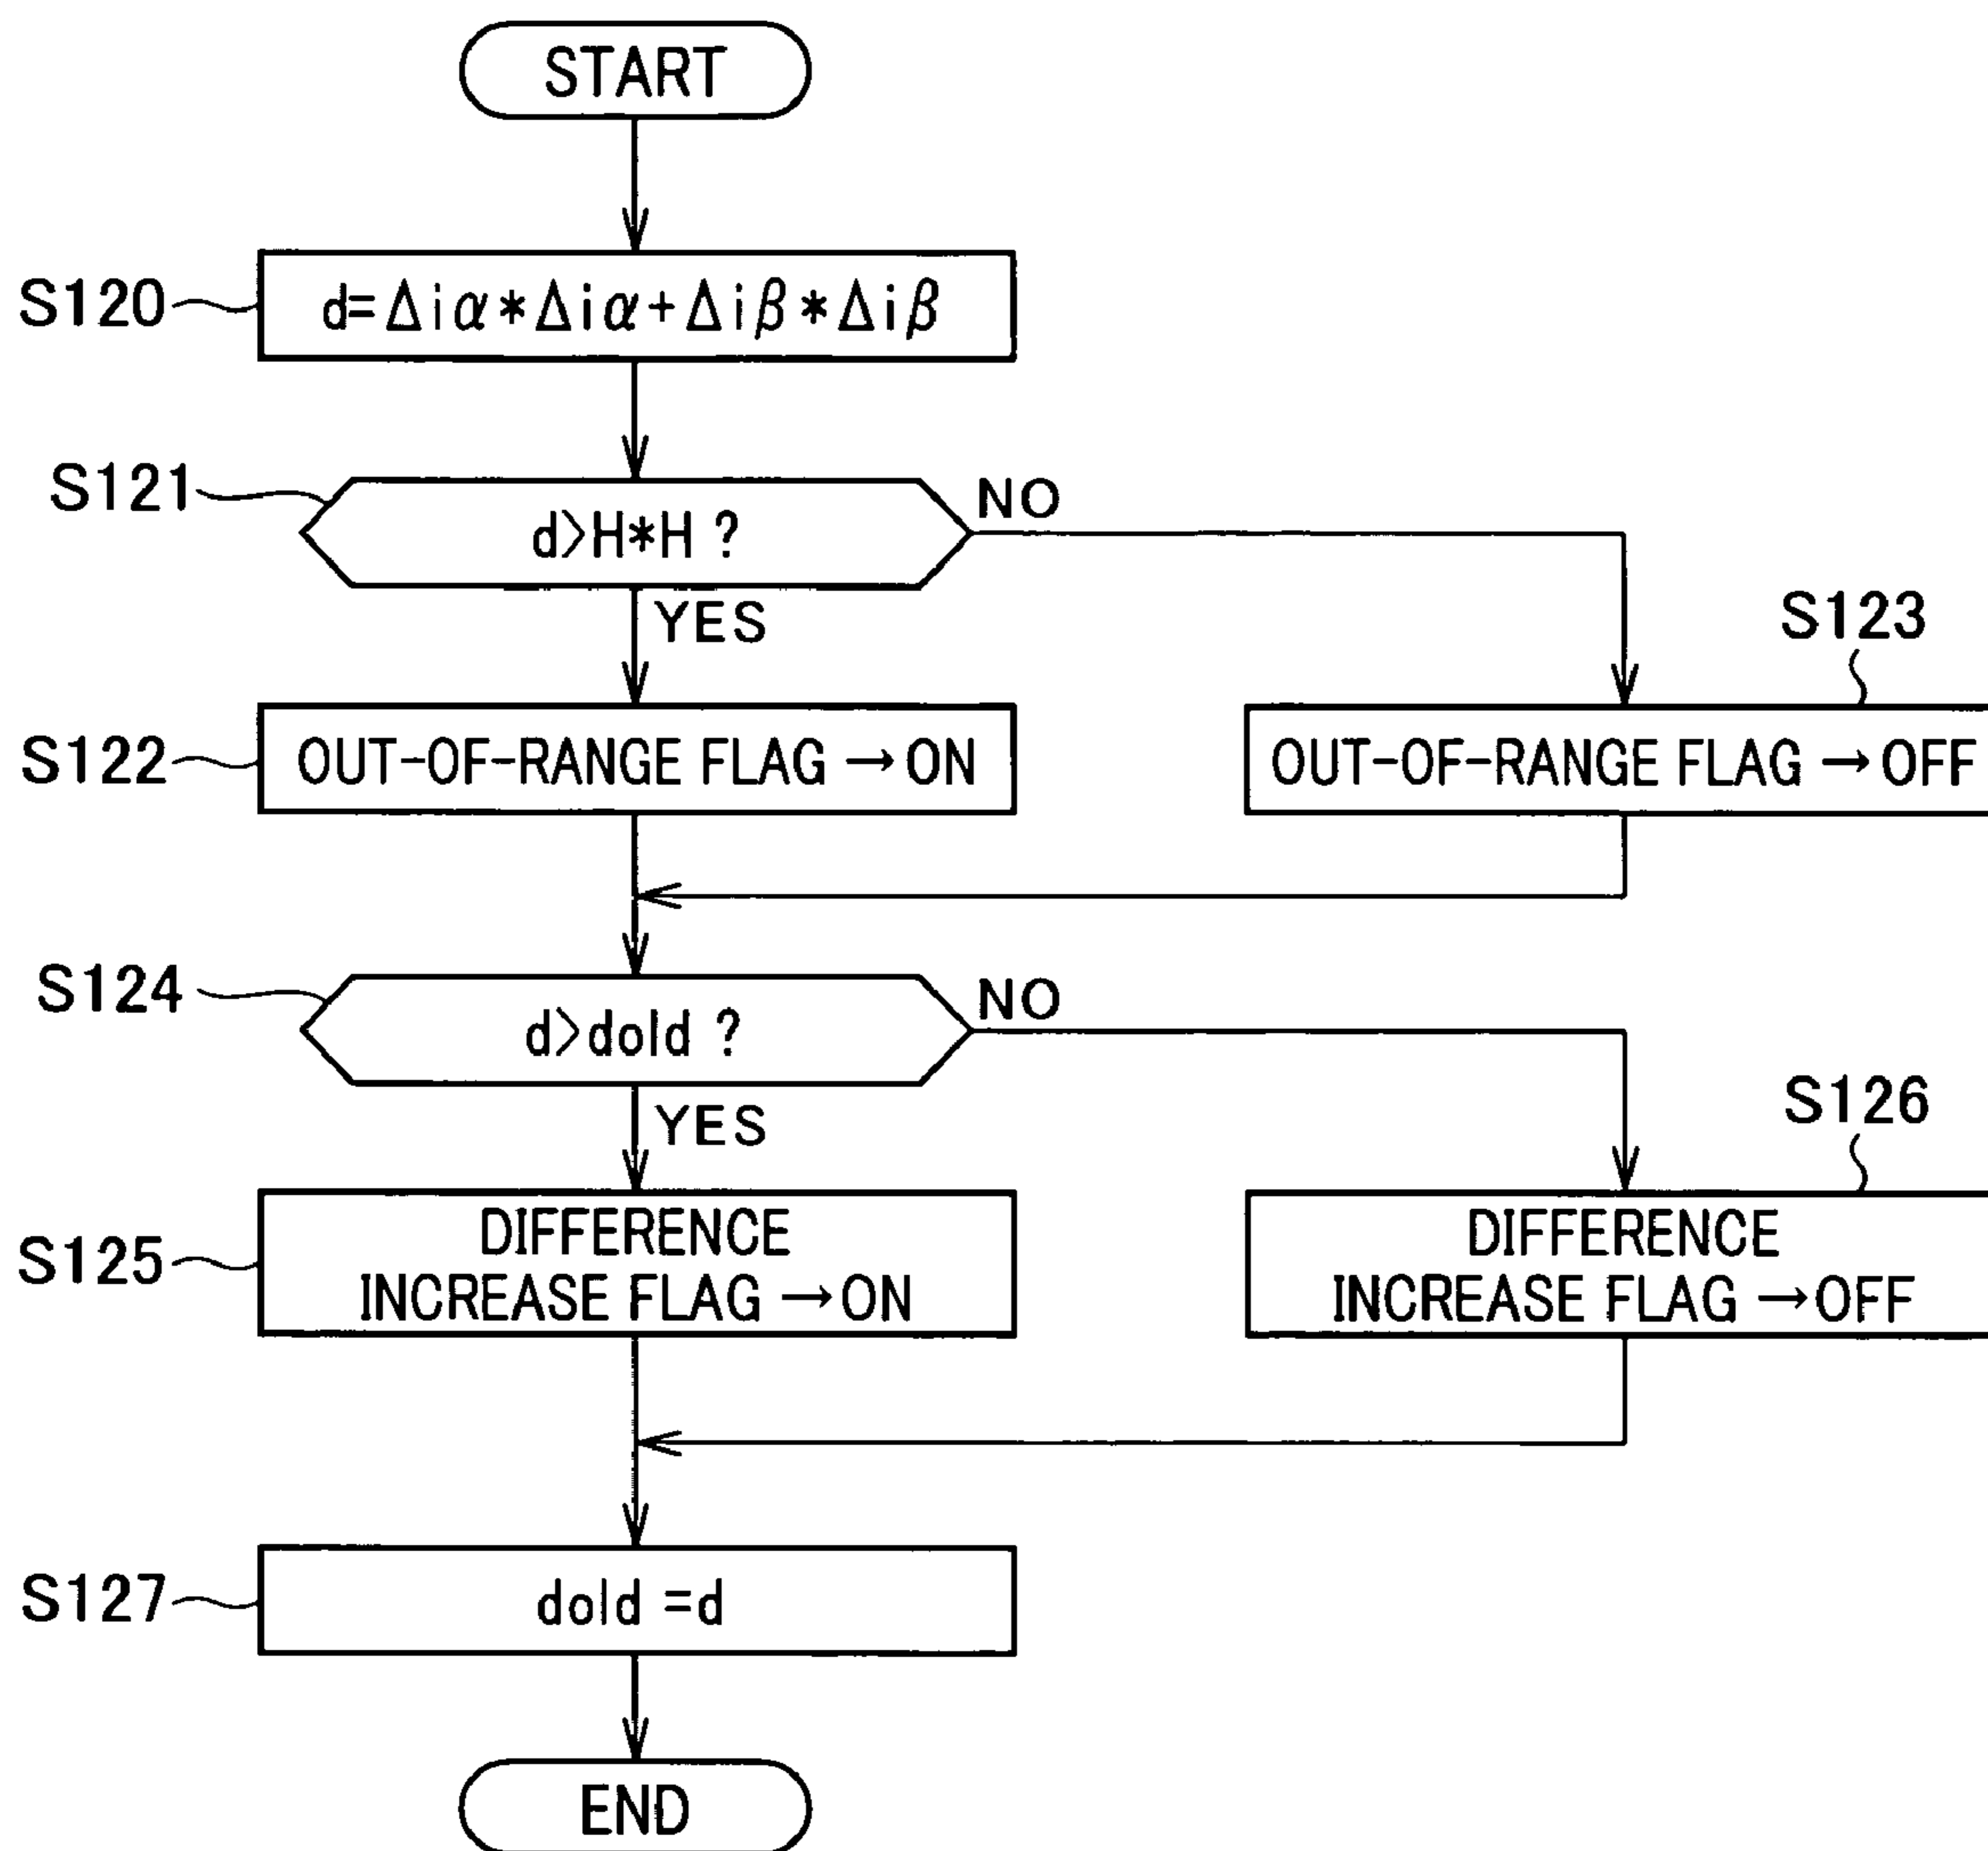 START
S120
d=Δiα*Δiα+Δiβ*Δiβ
S121
d>H*H ?
NO
YES
S123
S122
OUT-OF-RANGE FLAG →ON
OUT-OF-RANGE FLAG →OFF
S124
d>dold ?
NO
YES
S126
S125
DIFFERENCE
INCREASE FLAG →ON
DIFFERENCE
INCREASE FLAG →OFF
S127
dold =d
END